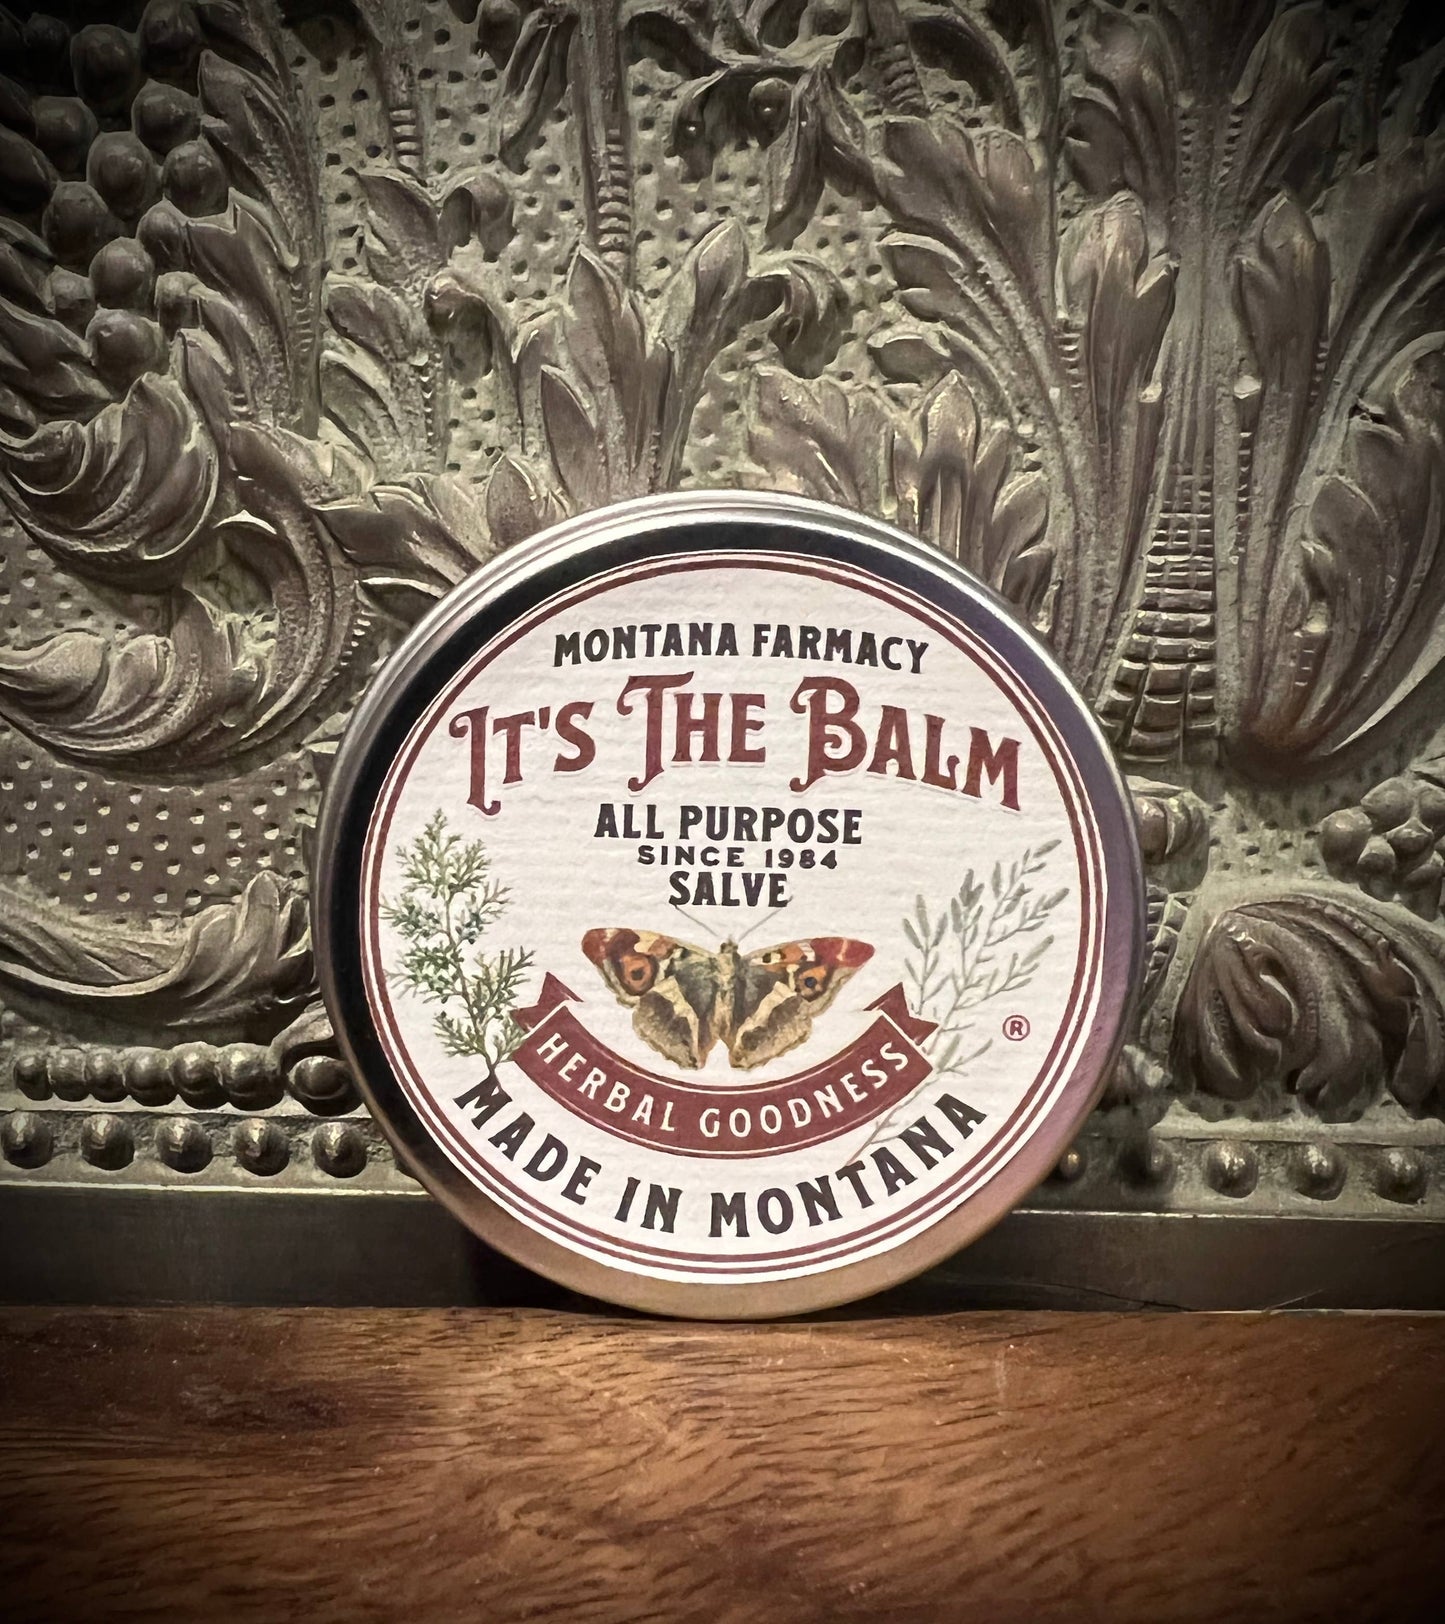 MONTANA FARMACY
IT'S THE BALM
ALL PURPOSE
SINCE 1984
SALVE
HERBAL GOODNESS
®
MADE IN MONTANA